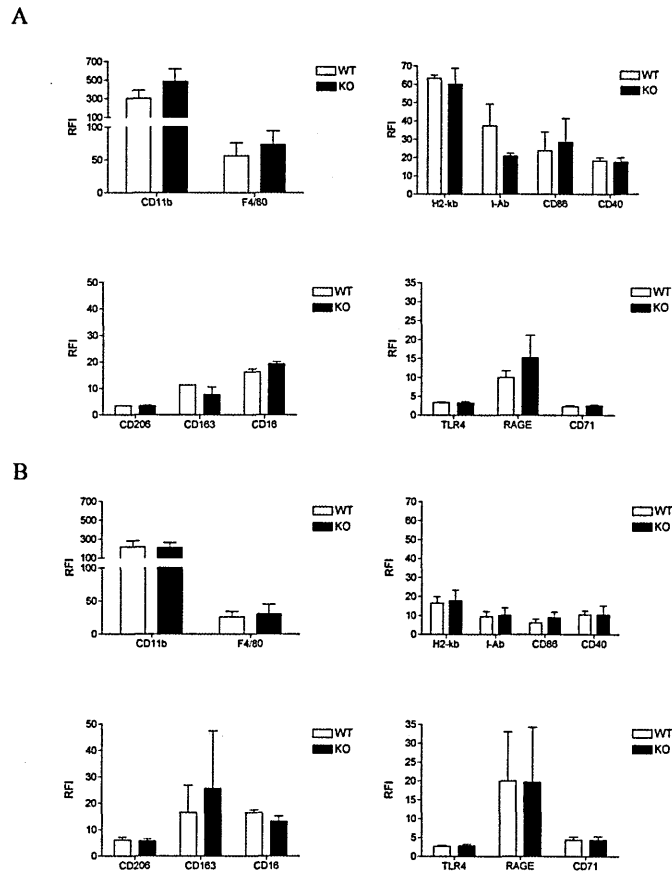 A
700
500
300
100
50
0
RFI
CD11b F4/80
WT
KO
70
60
50
40
30
20
10
0
RFI
H2-kb I-Ab CD86 CD40
WT
KO
50
40
30
20
10
0
RFI
CD206 CD163 CD16
WT
KO
35
30
25
20
15
10
5
0
RFI
TLR4 RAGE CD71
WT
KO
B
700
500
300
100
50
0
RFI
CD11b F4/80
WT
KO
70
60
50
40
30
20
10
0
RFI
H2-kb I-Ab CD86 CD40
WT
KO
50
40
30
20
10
0
RFI
CD206 CD163 CD16
WT
KO
35
30
25
20
15
10
5
0
RFI
TLR4 RAGE CD71
WT
KO